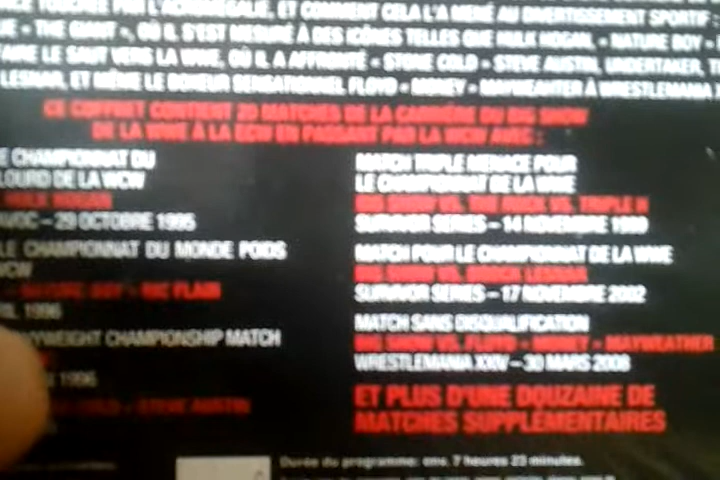 TOUCHÉE PAR L'ACROMÉGALIE, ET COMMENT CELA L'A MENÉ AU DIVERTISSEMENT SPORTIF :
« THE GIANT », OÙ IL S'EST MESURÉ À DES ICÔNES TELLES QUE HULK HOGAN, « NATURE BOY »
LE SAUT VERS LA WWE, OÙ IL A AFFRONTÉ « STONE COLD » STEVE AUSTIN, UNDERTAKER,
LESNAR, ET MÊME LE BOXEUR SENSATIONNEL FLOYD « MONEY » MAYWEATHER À WRESTLEMANIA
CE COFFRET CONTIENT 20 MATCHES DE LA CARRIÈRE DU BIG SHOW
DE LA WWE À LA ECW EN PASSANT PAR LA WCW AVEC :
CHAMPIONNAT DU
LOURD DE LA WCW
HULK HOGAN
– 29 OCTOBRE 1995
LE CHAMPIONNAT DU MONDE POIDS
WCW
RIC FLAIR
1996
CHAMPIONSHIP MATCH
1996
STEVE AUSTIN
MATCH TRIPLE MENACE POUR
LE CHAMPIONNAT DE LA WWE
BIG SHOW VS. THE ROCK VS. TRIPLE H
SURVIVOR SERIES – 14 NOVEMBRE 1999
MATCH POUR LE CHAMPIONNAT DE LA WWE
BIG SHOW VS. BROCK LESNAR
SURVIVOR SERIES – 17 NOVEMBRE 2002
MATCH SANS DISQUALIFICATION
BIG SHOW VS. FLOYD « MONEY » MAYWEATHER
WRESTLEMANIA XXIV – 30 MARS 2008
ET PLUS D'UNE DOUZAINE DE
MATCHES SUPPLÉMENTAIRES
Durée du programme: env. 7 heures 23 minutes.